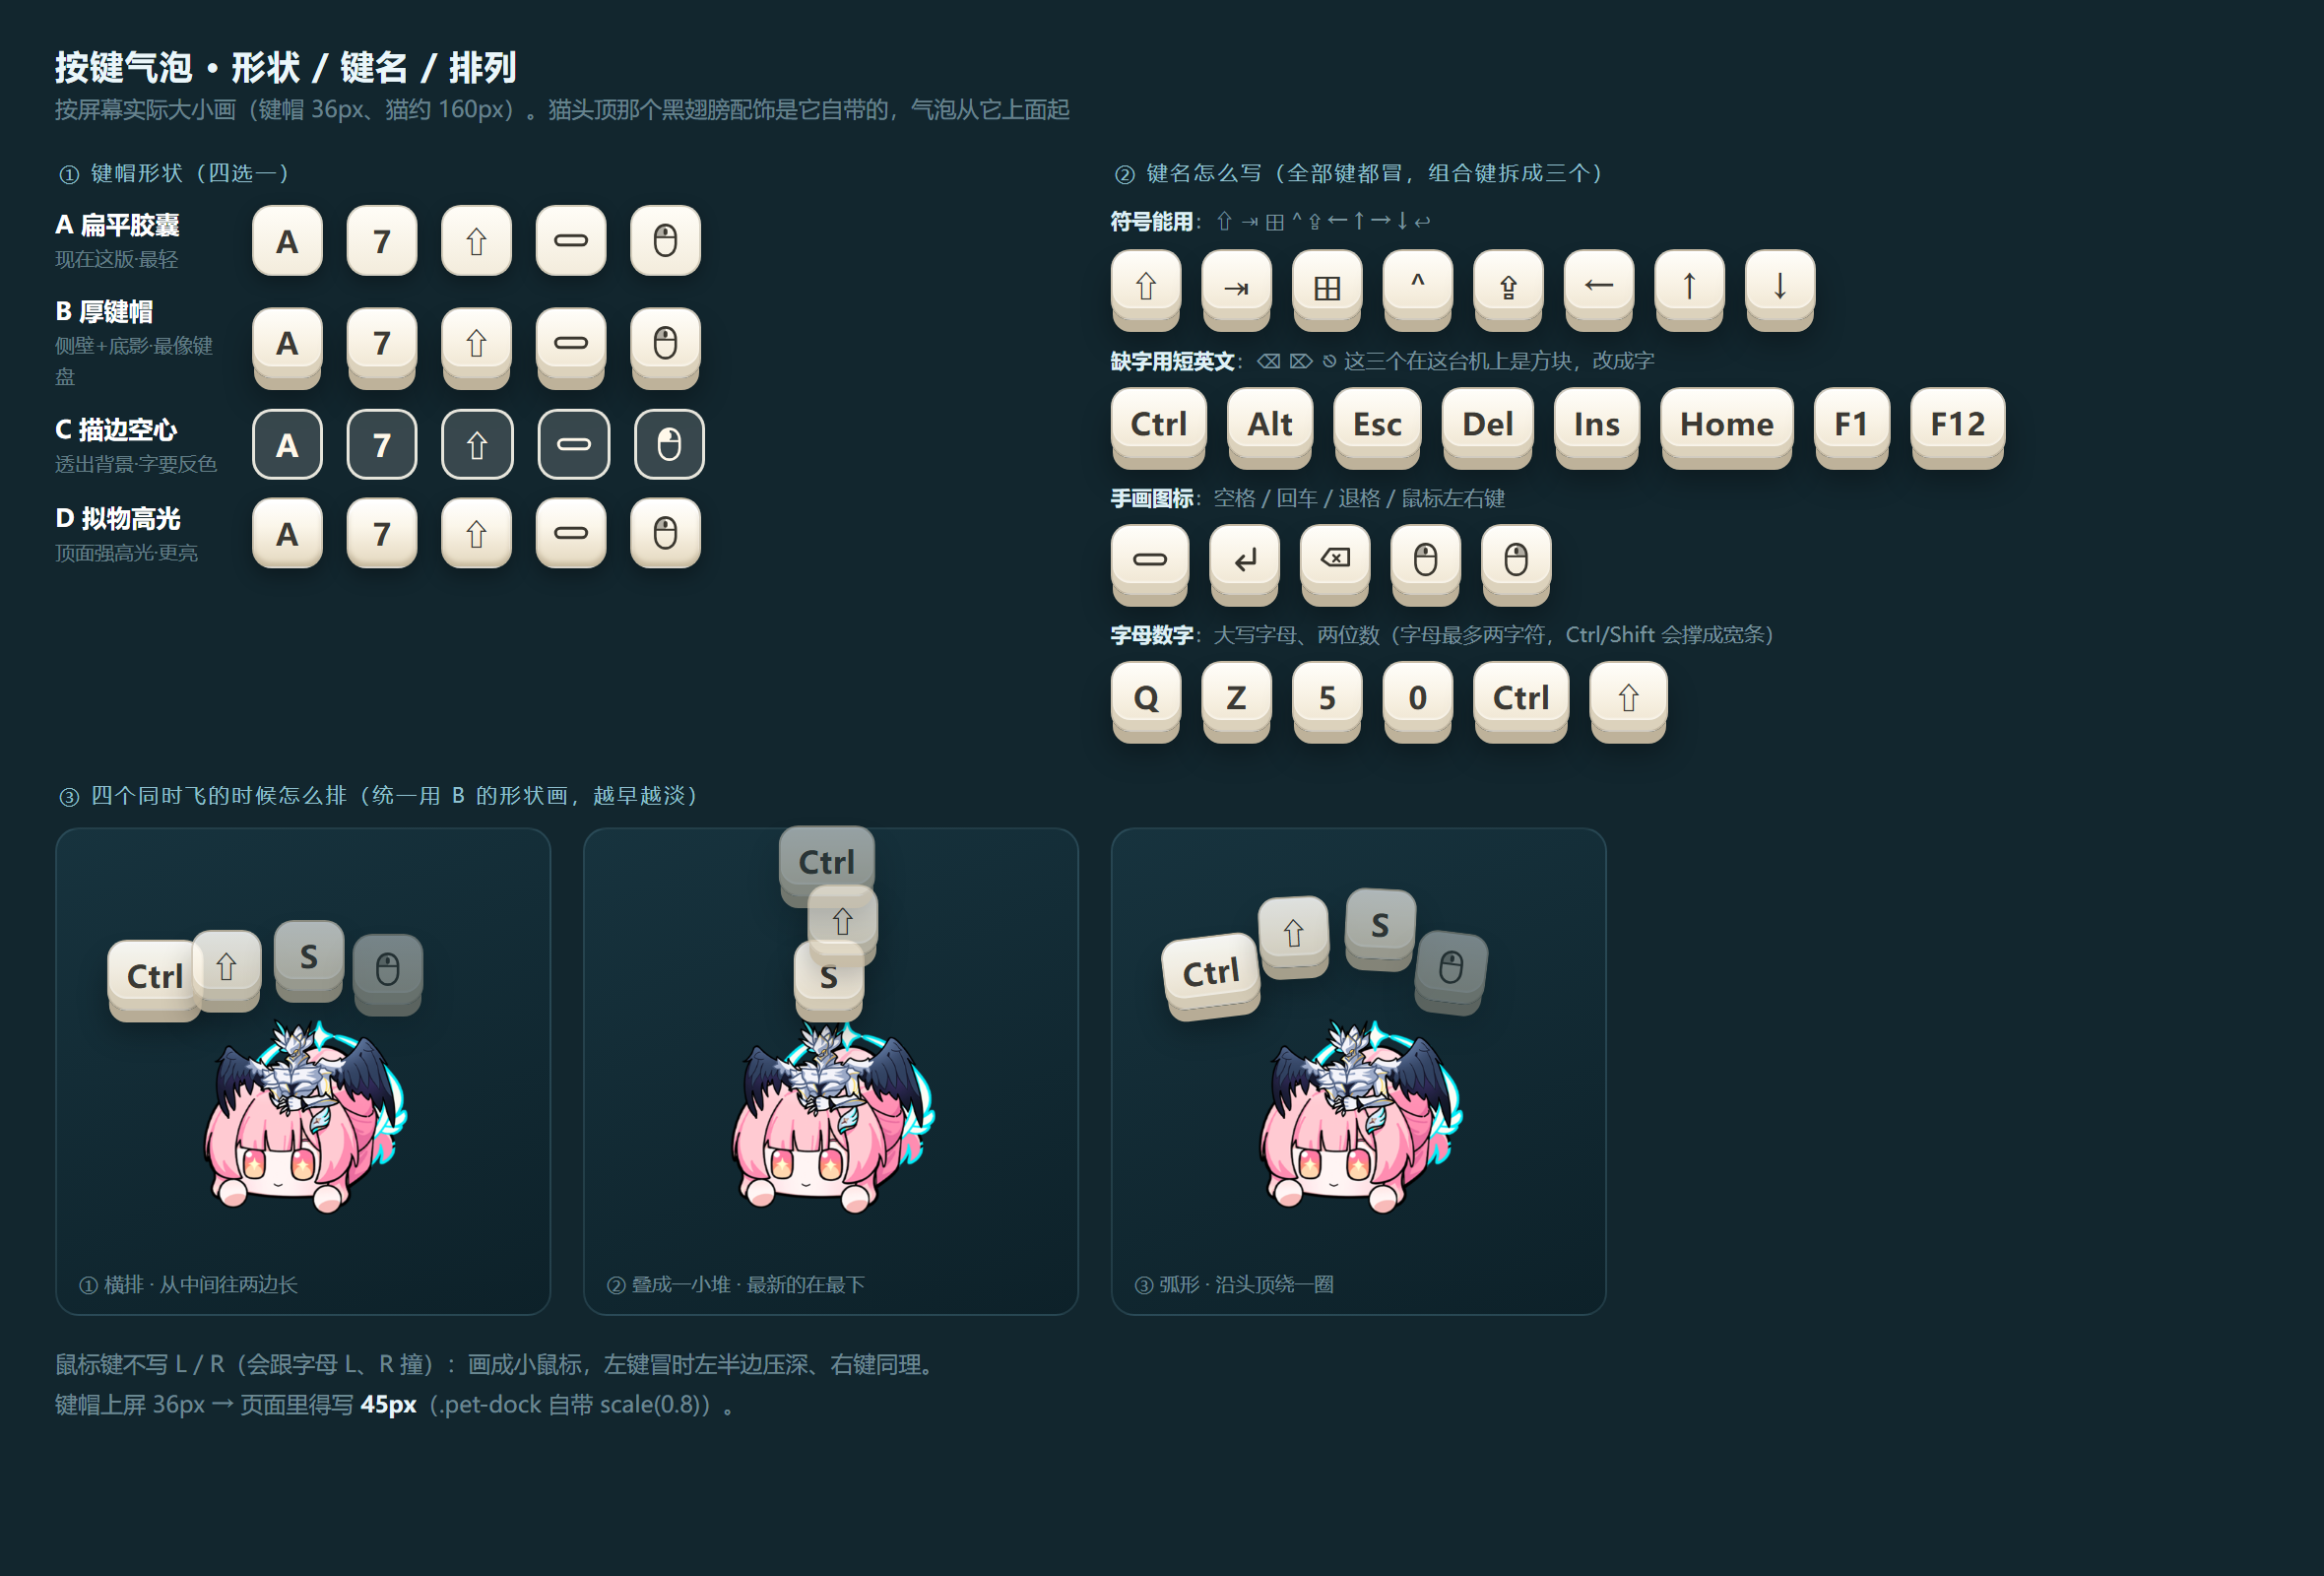 按键气泡 · 形状 / 键名 / 排列
按屏幕实际大小画（键帽 36px、猫约 160px）。猫头顶那个黑翅膀配饰是它自带的，气泡从它上面起
① 键帽形状（四选一）
A 扁平胶囊
现在这版·最轻
A 7 ⇧
B 厚键帽
侧壁+底影·最像键
盘
A 7 ⇧
C 描边空心
透出背景·字要反色
A 7 ⇧
D 拟物高光
顶面强高光·更亮
A 7 ⇧
② 键名怎么写（全部键都冒，组合键拆成三个）
符号能用： ⇧ ⇥ 田 ^ ⇪ ← ↑ → ↓ ↩
⇧ ⇥ 田 ^ ⇪ ← ↑ ↓
缺字用短英文： ⌫ ⌦ ⎋ 这三个在这台机上是方块，改成字
Ctrl Alt Esc Del Ins Home F1 F12
手画图标： 空格 / 回车 / 退格 / 鼠标左右键
字母数字： 大写字母、两位数（字母最多两字符，Ctrl/Shift 会撑成宽条）
Q Z 5 0 Ctrl ⇧
③ 四个同时飞的时候怎么排（统一用 B 的形状画，越早越淡）
Ctrl ⇧ S
① 横排 · 从中间往两边长
Ctrl
⇧
S
② 叠成一小堆 · 最新的在最下
Ctrl ⇧ S
③ 弧形 · 沿头顶绕一圈
鼠标键不写 L / R（会跟字母 L、R 撞）：画成小鼠标，左键冒时左半边压深、右键同理。
键帽上屏 36px → 页面里得写 45px（.pet-dock 自带 scale(0.8)）。